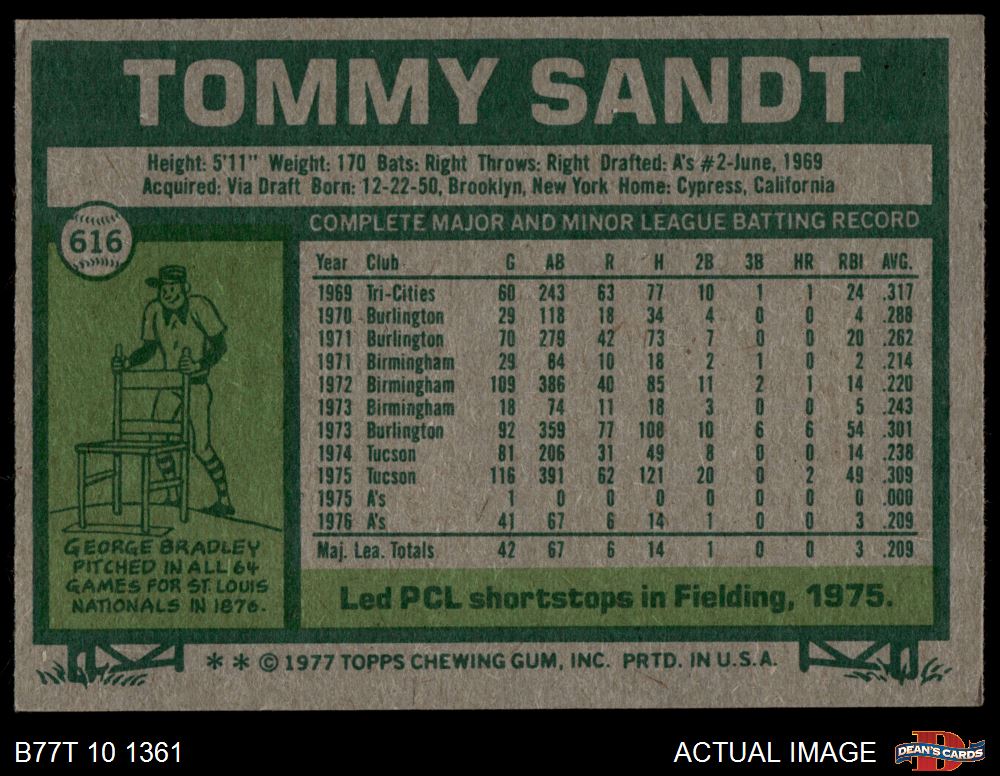 TOMMY SANDT
Height: 5'11" Weight: 170 Bats: Right Throws: Right Drafted: A's #2-June, 1969
Acquired: Via Draft Born: 12-22-50, Brooklyn, New York Home: Cypress, California
616
COMPLETE MAJOR AND MINOR LEAGUE BATTING RECORD
Year Club G AB R H 2B 3B HR RBI AVG.
1969 Tri-Cities 60 243 63 77 10 1 1 24 .317
1970 Burlington 29 118 18 34 4 0 0 4 .288
1971 Burlington 70 279 42 73 7 0 0 20 .262
1971 Birmingham 29 84 10 18 2 1 0 2 .214
1972 Birmingham 109 386 40 85 11 2 1 14 .220
1973 Birmingham 18 74 11 18 3 0 0 5 .243
1973 Burlington 92 359 77 108 10 6 6 54 .301
1974 Tucson 81 206 31 49 8 0 0 14 .238
1975 Tucson 116 391 62 121 20 0 2 49 .309
1975 A's 1 0 0 0 0 0 0 0 .000
1976 A's 41 67 6 14 1 0 0 3 .209
Maj. Lea. Totals 42 67 6 14 1 0 0 3 .209
GEORGE BRADLEY
PITCHED IN ALL 64
GAMES FOR ST. LOUIS
NATIONALS IN 1876.
Led PCL shortstops in Fielding, 1975.
* * © 1977 TOPPS CHEWING GUM, INC. PRTD. IN U.S.A.
B77T 10 1361
ACTUAL IMAGE
D
DEAN'S CARDS